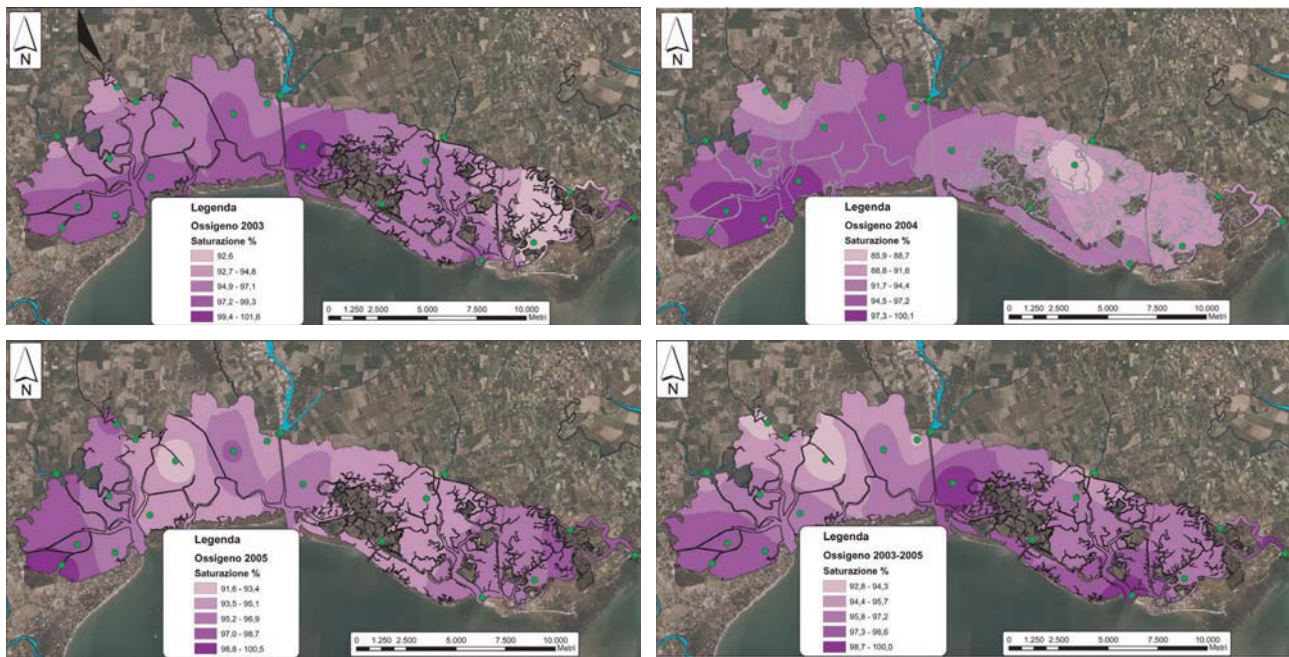 N
Legenda
Ossigeno 2003
Saturazione %
92,6
92,7 - 94,8
94,9 - 97,1
97,2 - 99,3
99,4 - 101,6
0 1.250 2.500 5.000 7.500 10.000
Metri
N
Legenda
Ossigeno 2004
Saturazione %
85,9 - 88,7
88,8 - 91,6
91,7 - 94,4
94,5 - 97,2
97,3 - 100,1
0 1.250 2.500 5.000 7.500 10.000
Metri
N
Legenda
Ossigeno 2005
Saturazione %
91,6 - 93,4
93,5 - 95,1
95,2 - 96,9
97,0 - 98,7
98,8 - 100,5
0 1.250 2.500 5.000 7.500 10.000
Metri
N
Legenda
Ossigeno 2003-2005
Saturazione %
92,8 - 94,3
94,4 - 95,7
95,8 - 97,2
97,3 - 98,6
98,7 - 100,0
0 1.250 2.500 5.000 7.500 10.000
Metri